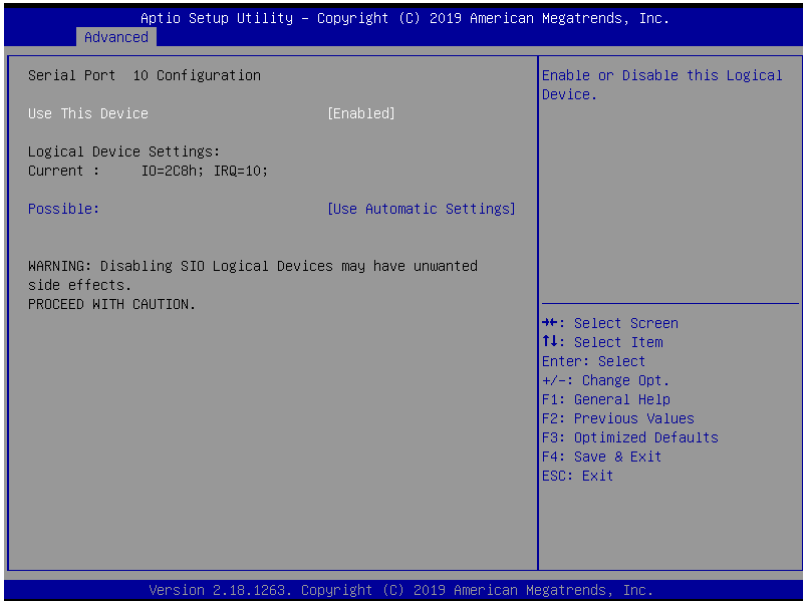 Aptio Setup Utility – Copyright (C) 2019 American Megatrends, Inc.
Advanced
Serial Port  10 Configuration
Use This Device [Enabled]
Logical Device Settings:
Current :  IO=2C8h; IRQ=10;
Possible: [Use Automatic Settings]
WARNING: Disabling SIO Logical Devices may have unwanted
side effects.
PROCEED WITH CAUTION.
Enable or Disable this Logical
Device.
→←: Select Screen
↑↓: Select Item
Enter: Select
+/-: Change Opt.
F1: General Help
F2: Previous Values
F3: Optimized Defaults
F4: Save & Exit
ESC: Exit
Version 2.18.1263. Copyright (C) 2019 American Megatrends, Inc.